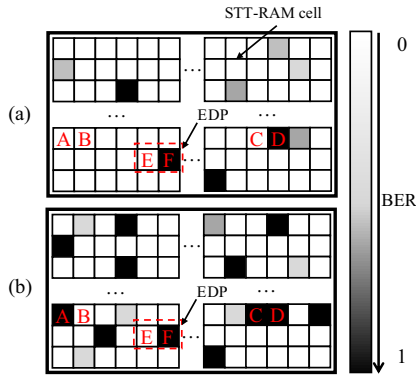 STT-RAM cell
0
...
(a)
... ...
EDP
A B C D
E F ...
BER
...
(b)
... ...
EDP
A B C D
E F ...
1